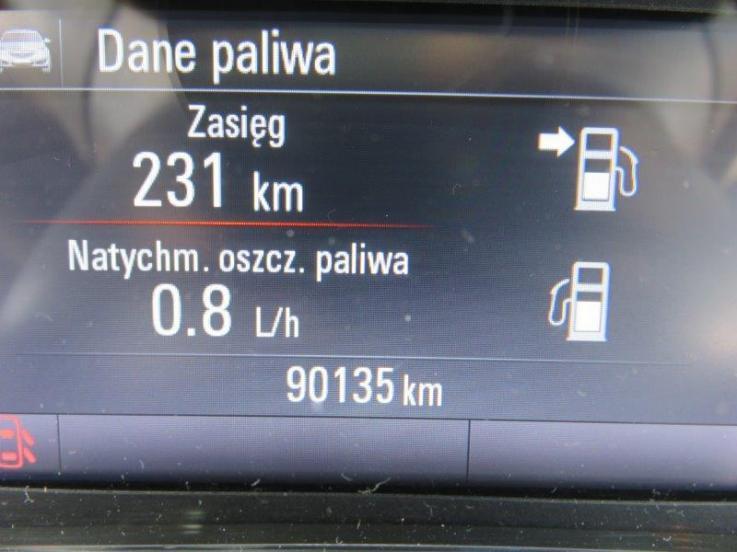 Dane paliwa
Zasięg
231 km
Natychm. oszcz. paliwa
0.8 L/h
90135 km